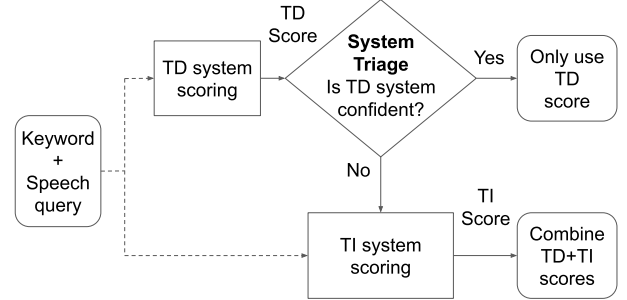 TD
Score
System
Triage
Is TD system
confident?
Yes
Only use
TD
score
TD system
scoring
Keyword
+
Speech
query
No
TI
Score
TI system
scoring
Combine
TD+TI
scores